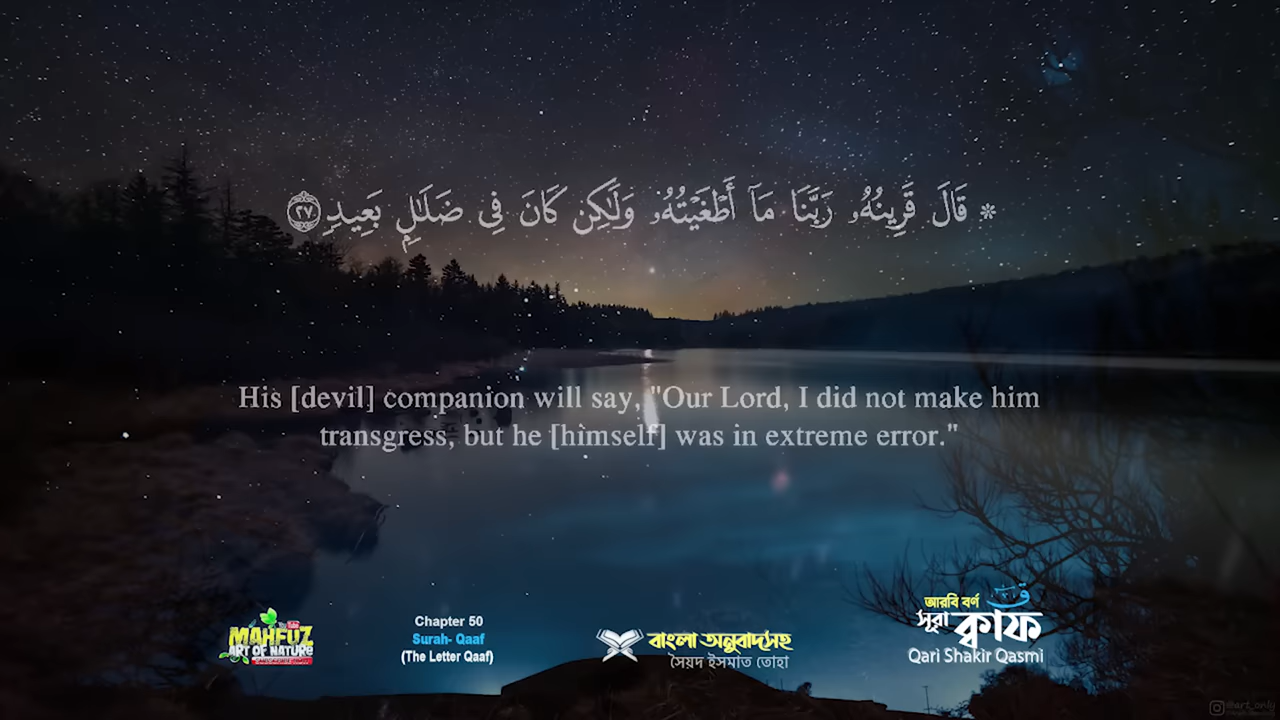 ۞ قَالَ قَرِينُهُۥ رَبَّنَا مَآ أَطْغَيْتُهُۥ وَلَـٰكِن كَانَ فِى ضَلَـٰلٍۭ بَعِيدٍ ٢٧
His [devil] companion will say, "Our Lord, I did not make him
transgress, but he [himself] was in extreme error."
MAHFUZ
ART OF NATURE
Chapter 50
Surah- Qaaf
(The Letter Qaaf)
বাংলা অনুবাদসহ
সৈয়দ ইসমাত তোহা
আরবি বর্ণ ق
সূরা ক্বাফ
Qari Shakir Qasmi